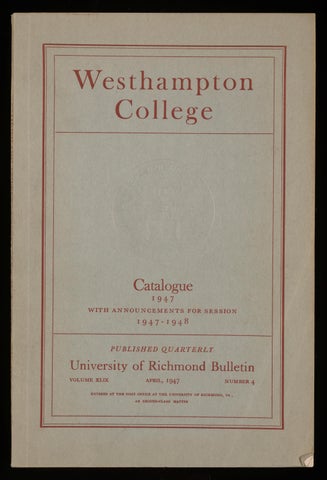 Westhampton
College
Catalogue
1947
WITH ANNOUNCEMENTS FOR SESSION
1947-1948
PUBLISHED QUARTERLY
University of Richmond Bulletin
VOLUME XLIX APRIL, 1947 NUMBER 4
ENTERED AT THE POST OFFICE AT THE UNIVERSITY OF RICHMOND, VA.,
AS SECOND-CLASS MATTER